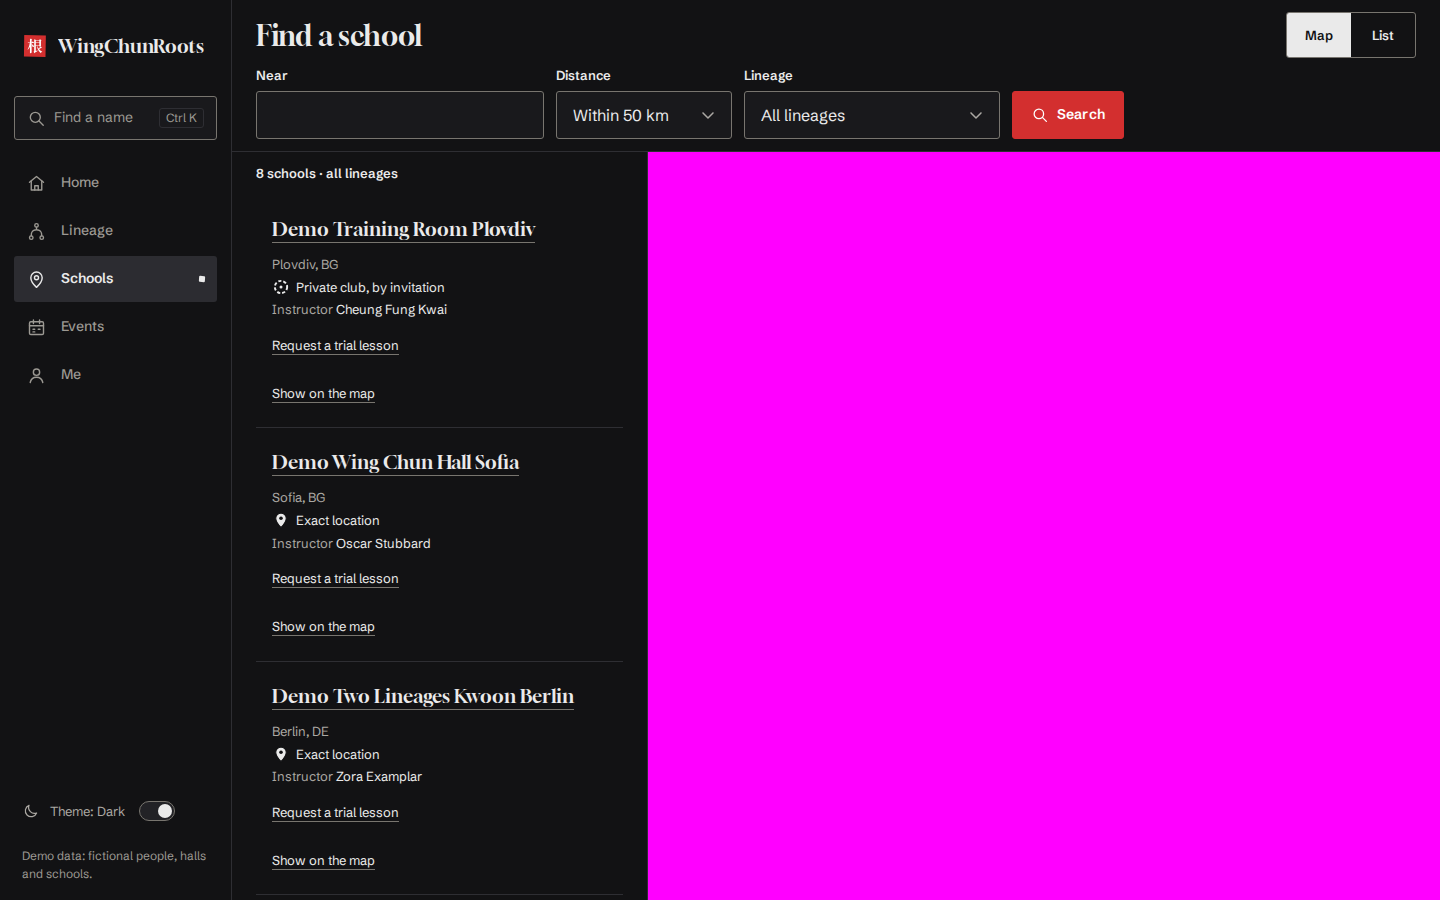 根 WingChunRoots
Find a name Ctrl K
Home
Lineage
Schools
Events
Me
Theme: Dark
Demo data: fictional people, halls
and schools.
Find a school
Map List
Near Distance Lineage
Within 50 km All lineages Search
8 schools · all lineages
Demo Training Room Plovdiv
Plovdiv, BG
Private club, by invitation
Instructor Cheung Fung Kwai
Request a trial lesson
Show on the map
Demo Wing Chun Hall Sofia
Sofia, BG
Exact location
Instructor Oscar Stubbard
Request a trial lesson
Show on the map
Demo Two Lineages Kwoon Berlin
Berlin, DE
Exact location
Instructor Zora Examplar
Request a trial lesson
Show on the map